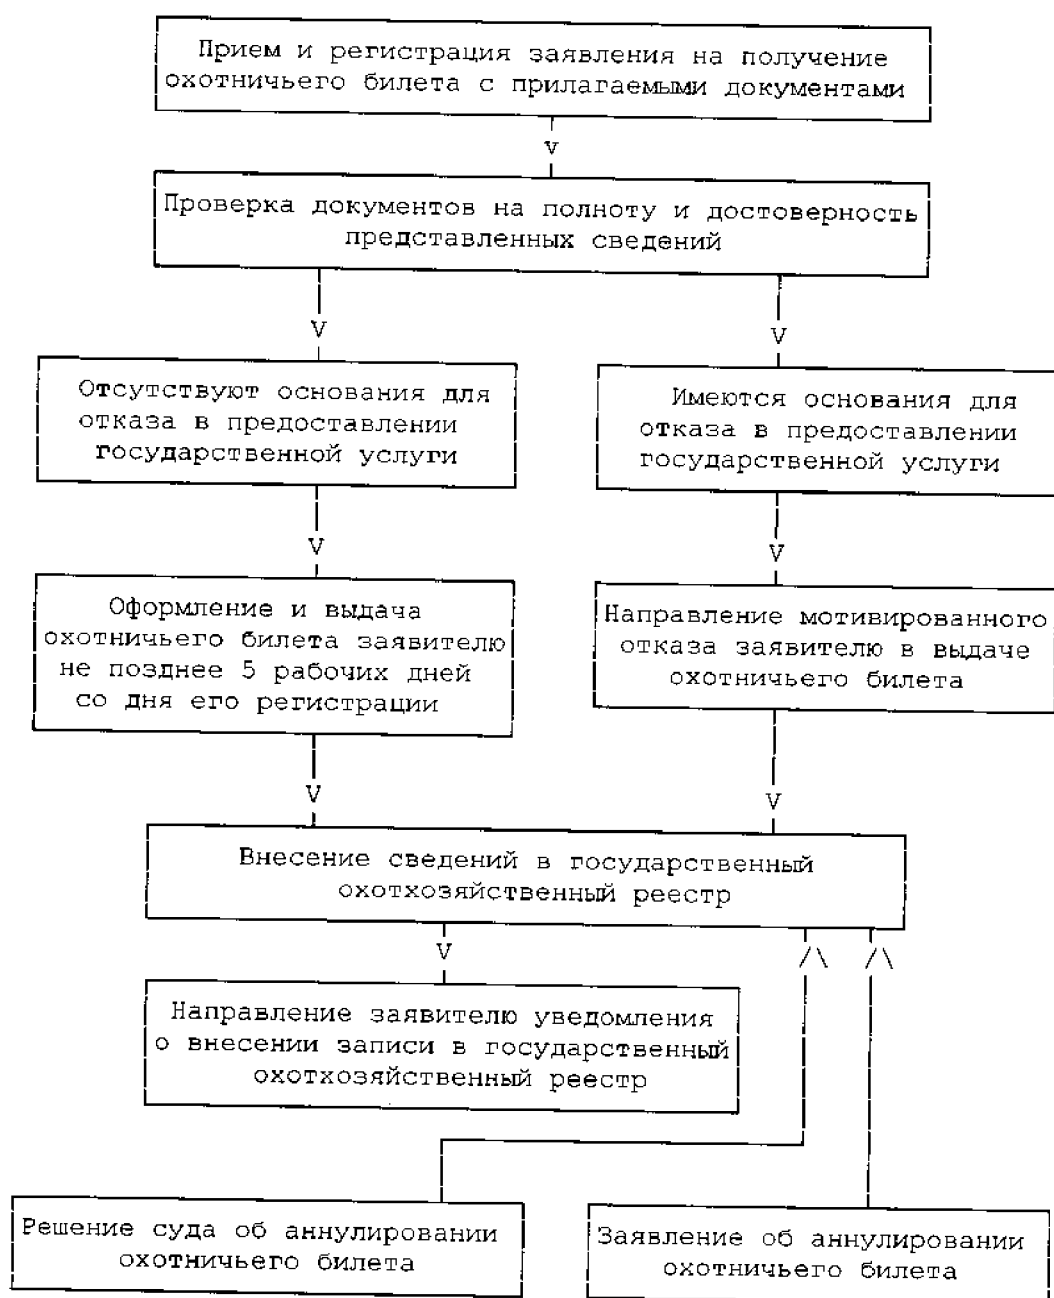 Прием и регистрация заявления на получение
охотничьего билета с прилагаемыми документами
V
Проверка документов на полноту и достоверность
представленных сведений
V
V
Отсутствуют основания для
отказа в предоставлении
государственной услуги
Имеются основания для
отказа в предоставлении
государственной услуги
V
V
Оформление и выдача
охотничьего билета заявителю
не позднее 5 рабочих дней
со дня его регистрации
Направление мотивированного
отказа заявителю в выдаче
охотничьего билета
V
V
Внесение сведений в государственный
охотхозяйственный реестр
V
/\ /\
Направление заявителю уведомления
о внесении записи в государственный
охотхозяйственный реестр
Решение суда об аннулировании
охотничьего билета
Заявление об аннулировании
охотничьего билета